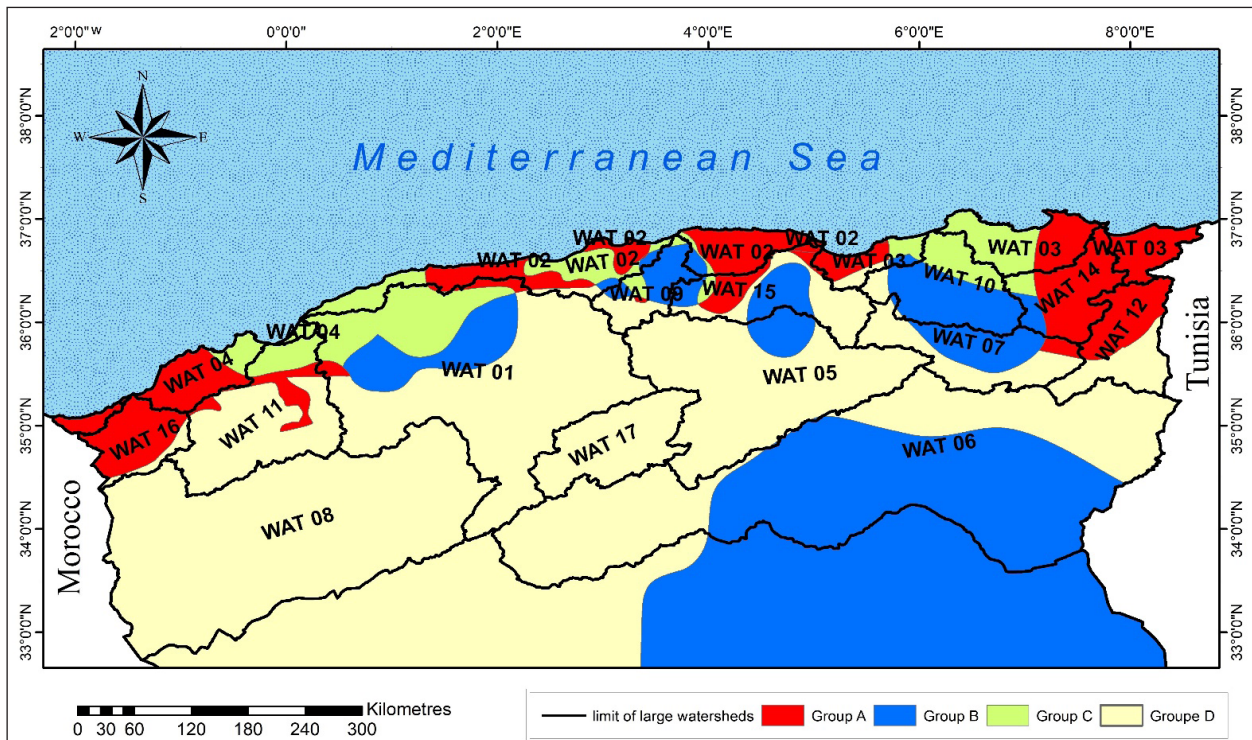 2°0'0"W 0°0'0" 2°0'0"E 4°0'0"E 6°0'0"E 8°0'0"E
N
W E
S
Mediterranean Sea
38°0'0"N
37°0'0"N
36°0'0"N
35°0'0"N
34°0'0"N
33°0'0"N
38°0'0"N
37°0'0"N
36°0'0"N
35°0'0"N
34°0'0"N
33°0'0"N
WAT 02
WAT 02
WAT 02
WAT 02
WAT 02
WAT 03
WAT 03
WAT 03
WAT 09
WAT 15
WAT 10
WAT 14
WAT 12
WAT 04
WAT 04
WAT 07
WAT 01
WAT 05
WAT 11
WAT 16
WAT 17
WAT 06
WAT 08
Morocco
Tunisia
Kilometres
0 30 60 120 180 240 300
limit of large watersheds Group A Group B Group C Groupe D